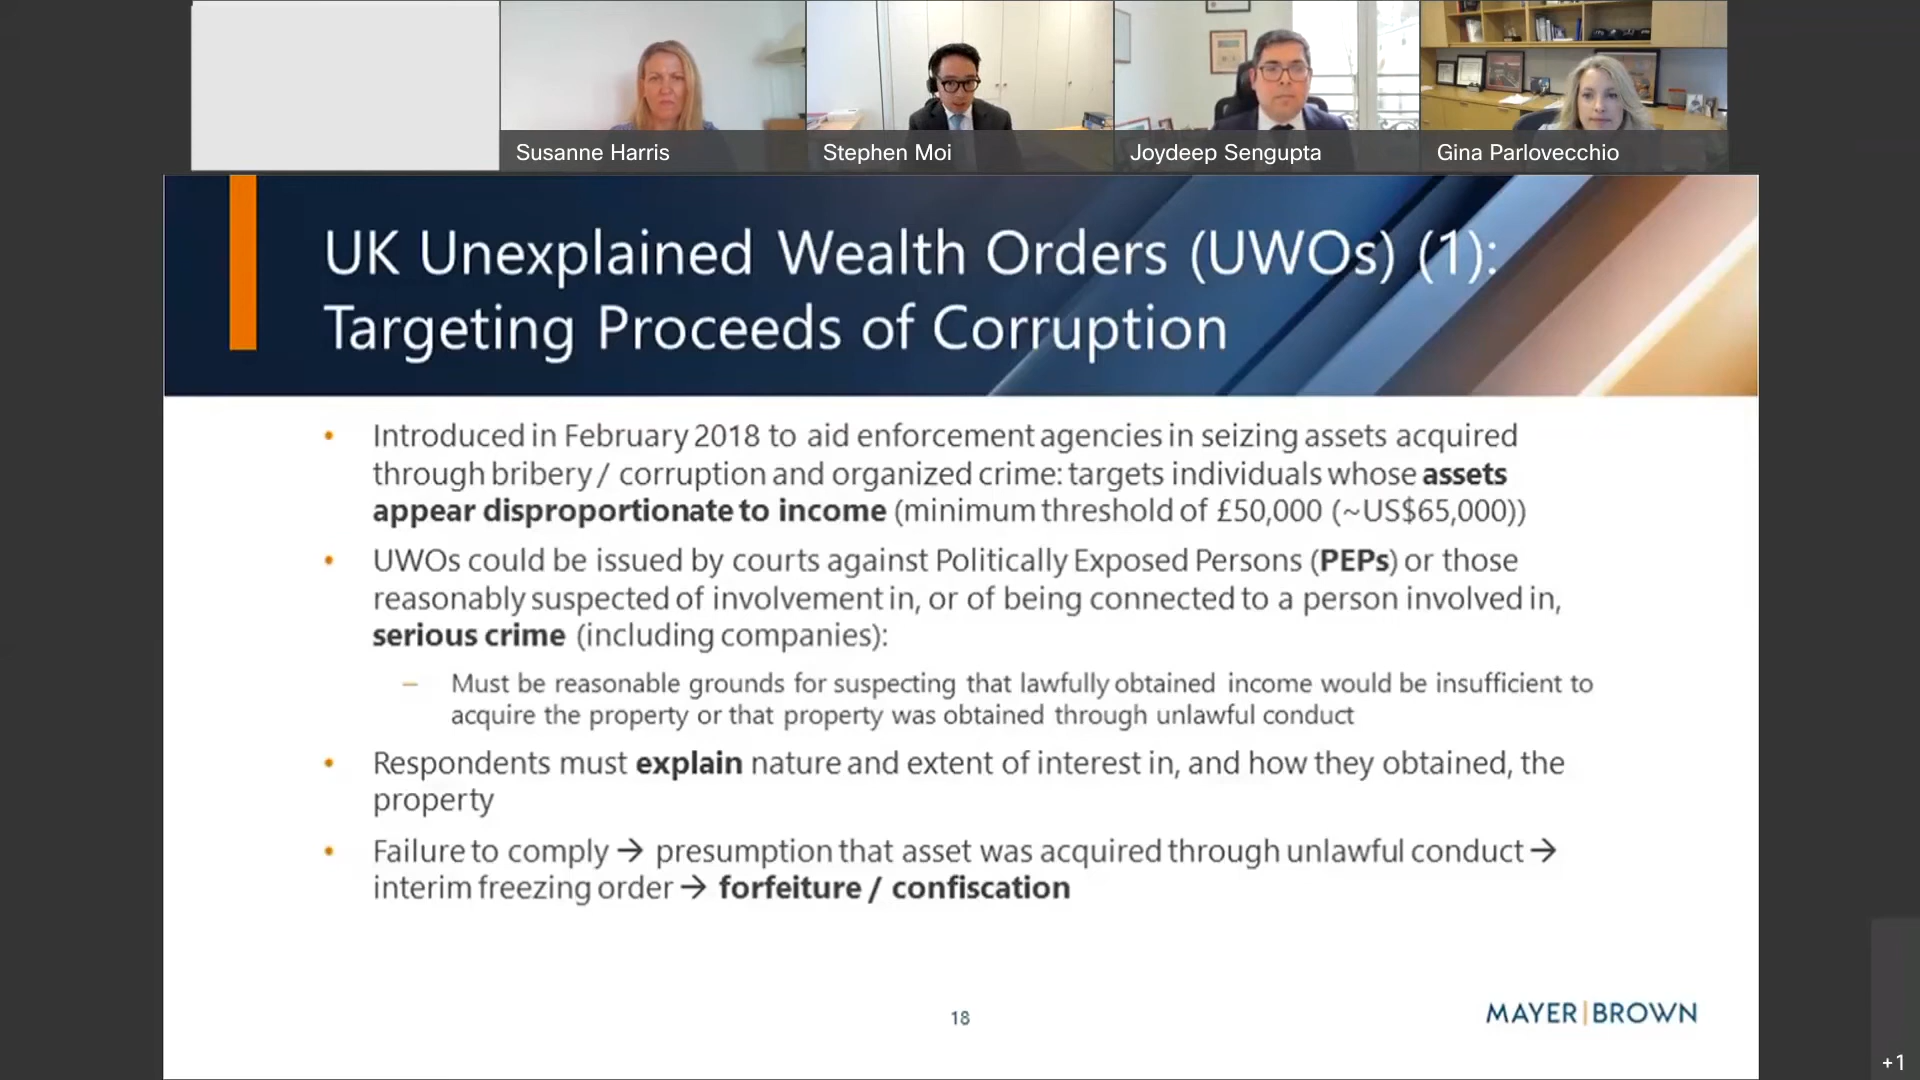 Susanne Harris
Stephen Moi
Joydeep Sengupta
Gina Parlovecchio
UK Unexplained Wealth Orders (UWOs) (1):
Targeting Proceeds of Corruption
• Introduced in February 2018 to aid enforcement agencies in seizing assets acquired
through bribery / corruption and organized crime: targets individuals whose assets
appear disproportionate to income (minimum threshold of £50,000 (~US$65,000))
• UWOs could be issued by courts against Politically Exposed Persons (PEPs) or those
reasonably suspected of involvement in, or of being connected to a person involved in,
serious crime (including companies):
– Must be reasonable grounds for suspecting that lawfully obtained income would be insufficient to
acquire the property or that property was obtained through unlawful conduct
• Respondents must explain nature and extent of interest in, and how they obtained, the
property
• Failure to comply → presumption that asset was acquired through unlawful conduct →
interim freezing order → forfeiture / confiscation
18
MAYER|BROWN
+1